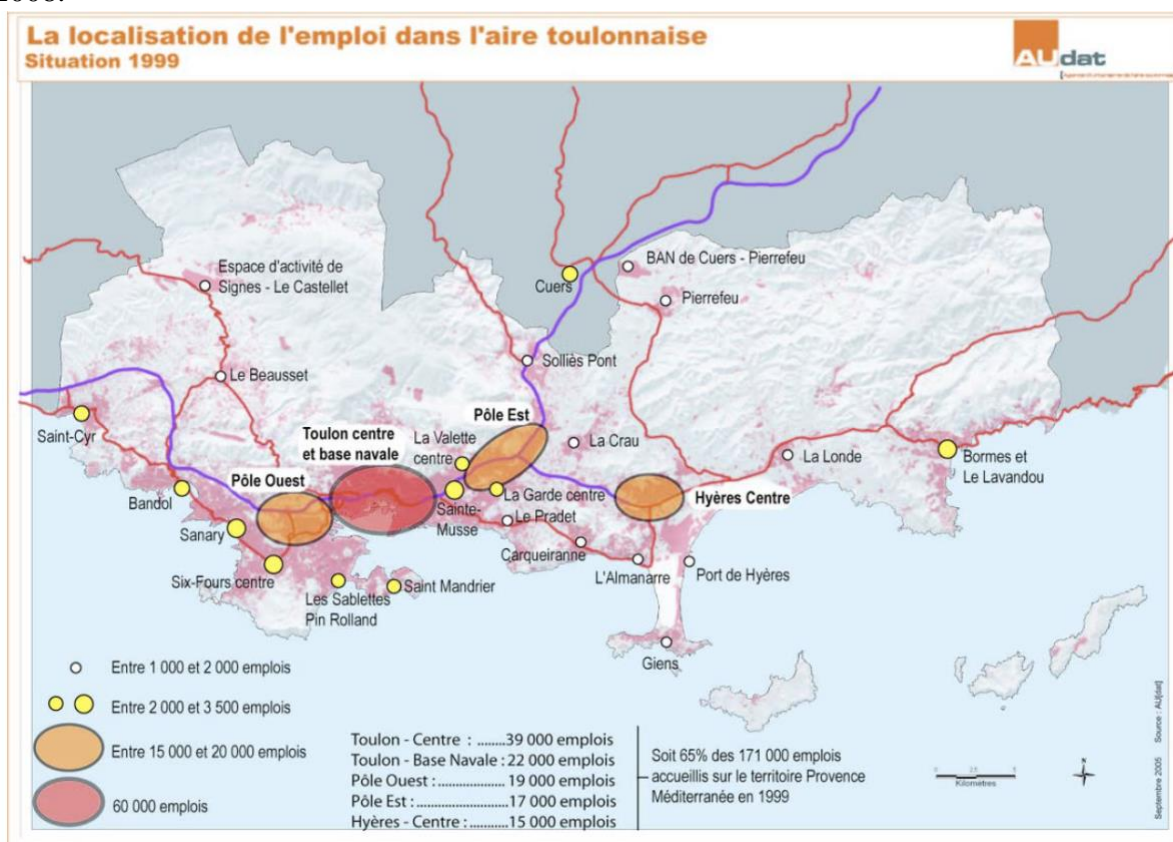 La localisation de l'emploi dans l'aire toulonnaise
Situation 1999
AUdat
Espace d'activité de
Signes - Le Castellet
Cuers
BAN de Cuers - Pierrefeu
Pierrefeu
Solliès Pont
Le Beausset
Saint-Cyr
Pôle Est
Toulon centre
et base navale
La Valette
centre
La Crau
La Londe
Bormes et
Le Lavandou
Pôle Ouest
Bandol
La Garde centre
Hyères Centre
Sainte-
Musse
Le Pradet
Sanary
Carqueiranne
Six-Fours centre
L'Almanarre
Port de Hyères
Les Sablettes
Pin Rolland
Saint Mandrier
Giens
Entre 1 000 et 2 000 emplois
Entre 2 000 et 3 500 emplois
Entre 15 000 et 20 000 emplois
60 000 emplois
Toulon - Centre : .......39 000 emplois
Toulon - Base Navale : 22 000 emplois
Pôle Ouest : ................19 000 emplois
Pôle Est : .....................17 000 emplois
Hyères - Centre : ..........15 000 emplois
Soit 65% des 171 000 emplois
accueillis sur le territoire Provence
Méditerranée en 1999
0 2.5 5
Kilomètres
N
Septembre 2005 Source : AU[dat]